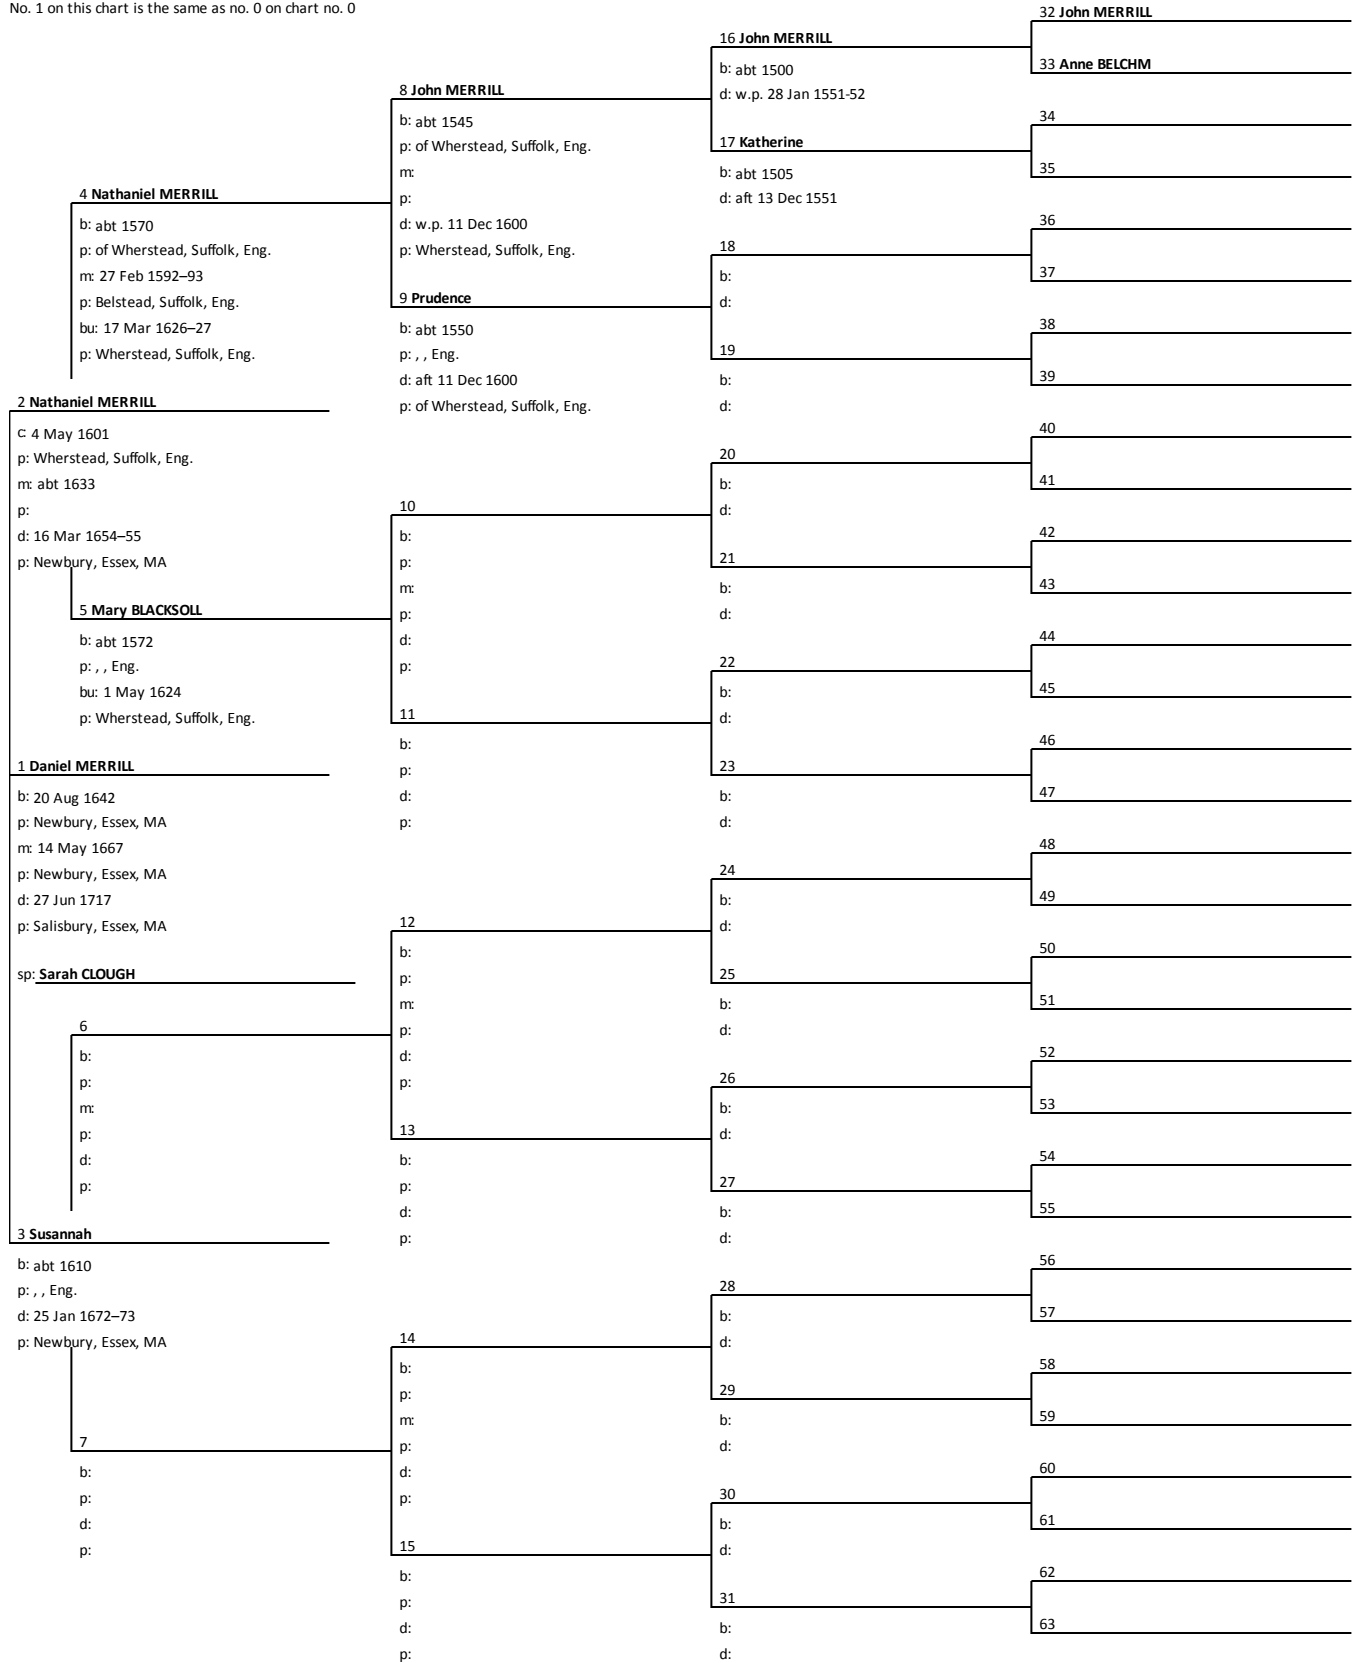 No. 1 on this chart is the same as no. 0 on chart no. 0
4 Nathaniel MERRILL
b: abt 1570
p: of Wherstead, Suffolk, Eng.
m: 27 Feb 1592–93
p: Belstead, Suffolk, Eng.
bu: 17 Mar 1626–27
p: Wherstead, Suffolk, Eng.
2 Nathaniel MERRILL
c: 4 May 1601
p: Wherstead, Suffolk, Eng.
m: abt 1633
p:
d: 16 Mar 1654–55
p: Newbury, Essex, MA
5 Mary BLACKSOLL
b: abt 1572
p: , , Eng.
bu: 1 May 1624
p: Wherstead, Suffolk, Eng.
1 Daniel MERRILL
b: 20 Aug 1642
p: Newbury, Essex, MA
m: 14 May 1667
p: Newbury, Essex, MA
d: 27 Jun 1717
p: Salisbury, Essex, MA
sp: Sarah CLOUGH
6
b:
p:
m:
p:
d:
p:
3 Susannah
b: abt 1610
p: , , Eng.
d: 25 Jan 1672–73
p: Newbury, Essex, MA
7
b:
p:
d:
p:
8 John MERRILL
b: abt 1545
p: of Wherstead, Suffolk, Eng.
m:
p:
d: w.p. 11 Dec 1600
p: Wherstead, Suffolk, Eng.
9 Prudence
b: abt 1550
p: , , Eng.
d: aft 11 Dec 1600
p: of Wherstead, Suffolk, Eng.
10
b:
p:
m:
p:
d:
p:
11
b:
p:
d:
p:
12
b:
p:
m:
p:
d:
p:
13
b:
p:
d:
p:
14
b:
p:
m:
p:
d:
p:
15
b:
p:
d:
p:
16 John MERRILL
b: abt 1500
d: w.p. 28 Jan 1551-52
17 Katherine
b: abt 1505
d: aft 13 Dec 1551
18
b:
d:
19
b:
d:
20
b:
d:
21
b:
d:
22
b:
d:
23
b:
d:
24
b:
d:
25
b:
d:
26
b:
d:
27
b:
d:
28
b:
d:
29
b:
d:
30
b:
d:
31
b:
d:
32 John MERRILL
33 Anne BELCHM
34
35
36
37
38
39
40
41
42
43
44
45
46
47
48
49
50
51
52
53
54
55
56
57
58
59
60
61
62
63